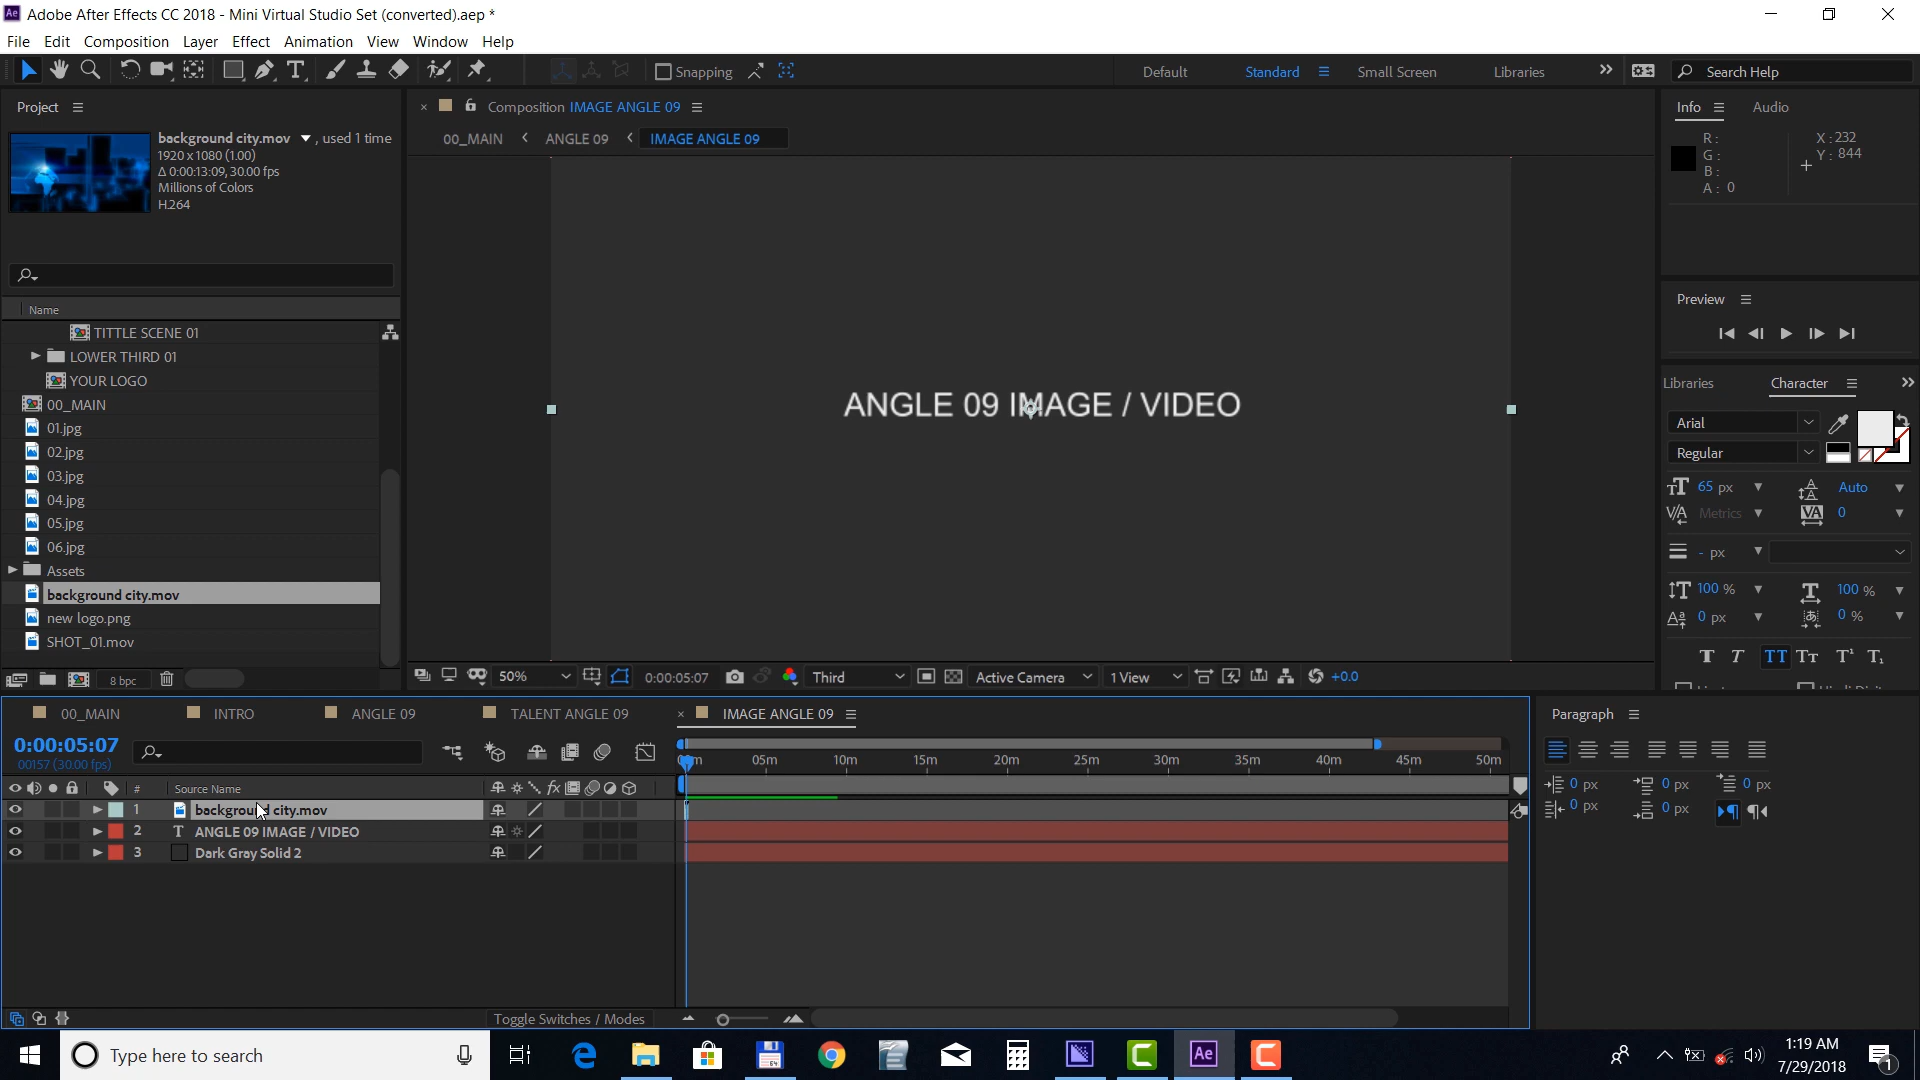 Adobe After Effects CC 2018 - Mini Virtual Studio Set (converted).aep *
File Edit Composition Layer Effect Animation View Window Help
Snapping
Default Standard Small Screen Libraries
Search Help
Project
background city.mov , used 1 time
1920 x 1080 (1.00)
Δ 0:00:13:09, 30.00 fps
Millions of Colors
H.264
Name
TITTLE SCENE 01
LOWER THIRD 01
YOUR LOGO
00_MAIN
01.jpg
02.jpg
03.jpg
04.jpg
05.jpg
06.jpg
Assets
background city.mov
new logo.png
SHOT_01.mov
8 bpc
Composition IMAGE ANGLE 09
00_MAIN ANGLE 09 IMAGE ANGLE 09
ANGLE 09 IMAGE / VIDEO
50% 0:00:05:07 Third Active Camera 1 View +0.0
Info Audio
R:
G:
B:
A: 0
X: 232
Y: 844
Preview
Libraries Character
Arial
Regular
65 px Auto
Metrics 0
- px
100 % 100 %
0 px 0 %
00_MAIN INTRO ANGLE 09 TALENT ANGLE 09 IMAGE ANGLE 09
0:00:05:07
00157 (30.00 fps)
05m 10m 15m 20m 25m 30m 35m 40m 45m 50m
# Source Name
1 background city.mov
2 ANGLE 09 IMAGE / VIDEO
3 Dark Gray Solid 2
Toggle Switches / Modes
Paragraph
0 px 0 px 0 px
0 px 0 px
Type here to search
Ae
1:19 AM
7/29/2018
1